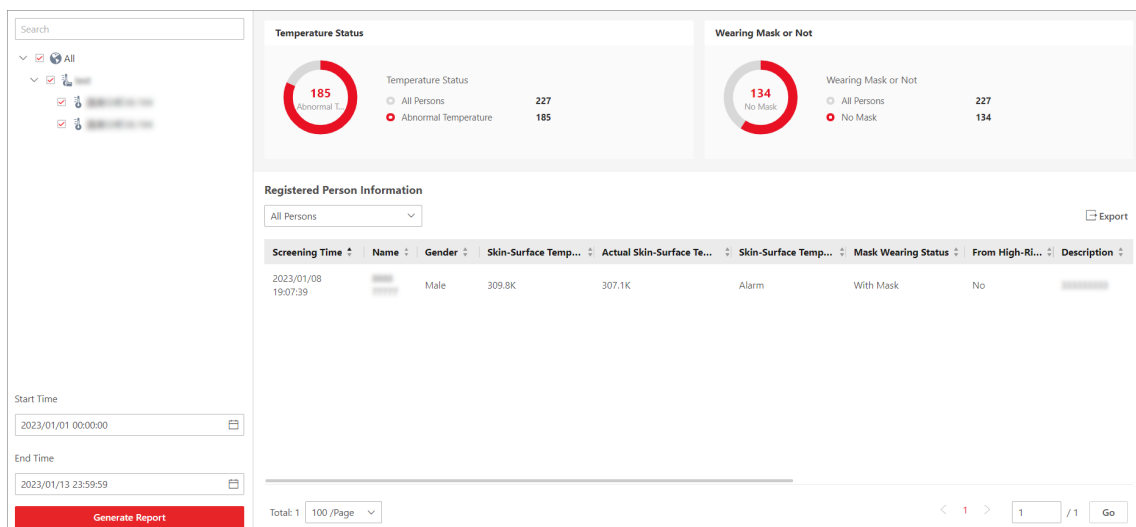 Search
All
Temperature Status
185
Abnormal T...
Temperature Status
All Persons 227
Abnormal Temperature 185
Wearing Mask or Not
134
No Mask
Wearing Mask or Not
All Persons 227
No Mask 134
Registered Person Information
All Persons
Export
Screening Time Name Gender Skin-Surface Temp... Actual Skin-Surface Te... Skin-Surface Temp... Mask Wearing Status From High-Ri... Description
2023/01/08
19:07:39
Male 309.8K 307.1K Alarm With Mask No
Start Time
2023/01/01 00:00:00
End Time
2023/01/13 23:59:59
Generate Report
Total: 1 100 /Page < 1 > 1 / 1 Go